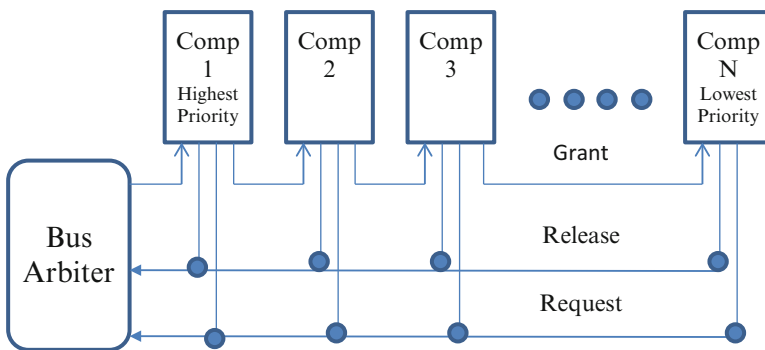 Comp
1
Highest
Priority
Comp
2
Comp
3
Comp
N
Lowest
Priority
Grant
Bus
Arbiter
Release
Request